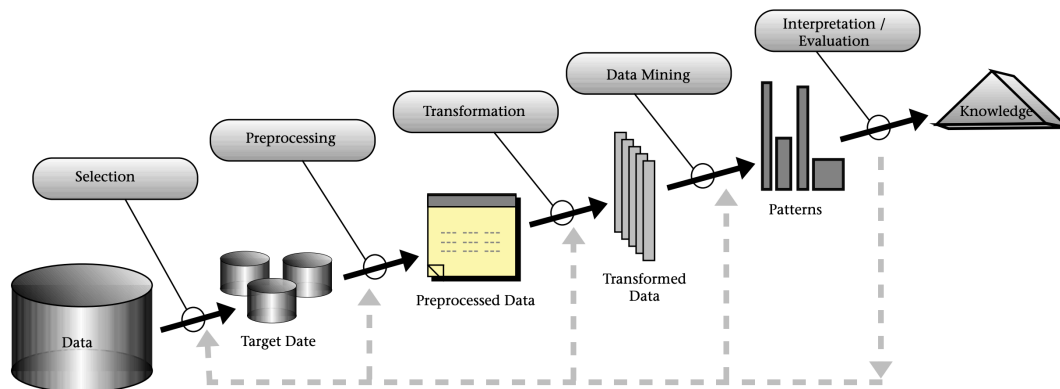 Interpretation /
Evaluation
Data Mining
Transformation
Preprocessing
Selection
Data
Target Date
Preprocessed Data
Transformed
Data
Patterns
Knowledge